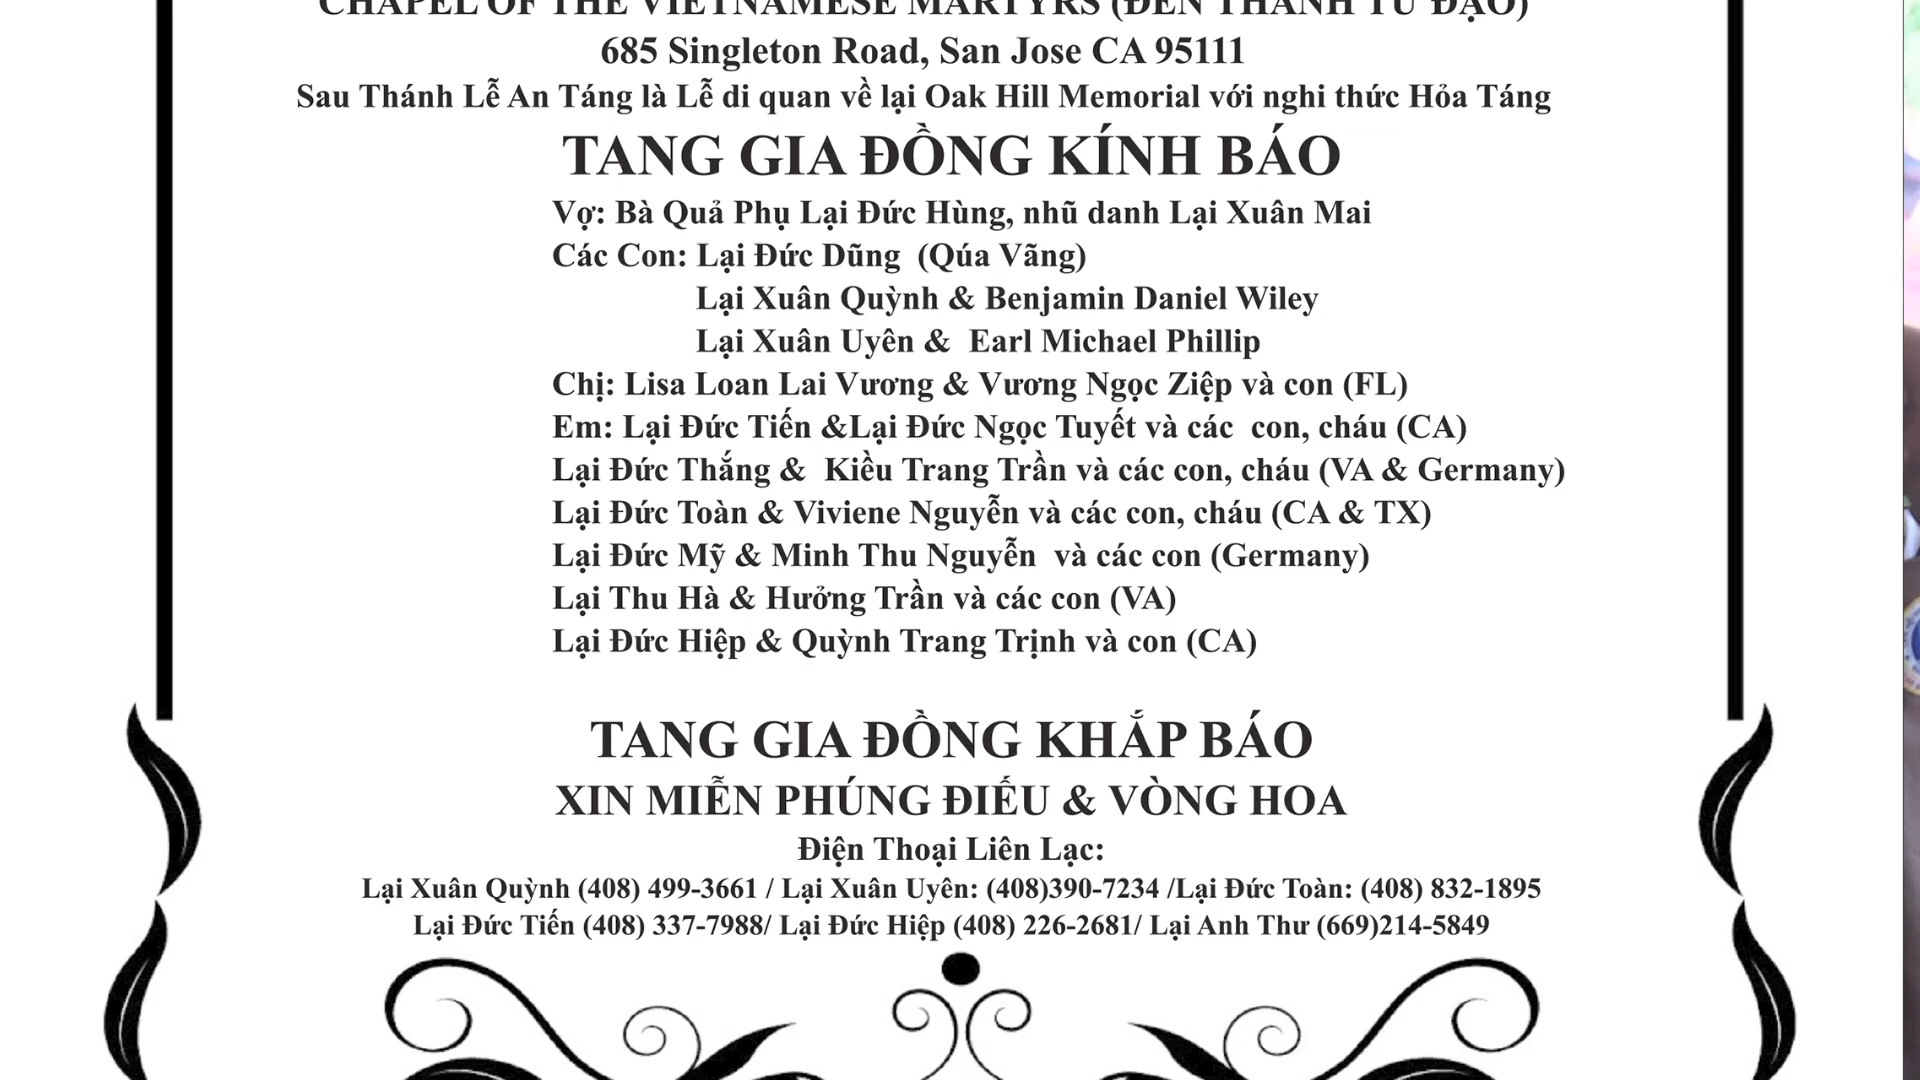 CHAPEL OF THE VIETNAMESE MARTYRS (ĐỀN THÁNH TỬ ĐẠO)
685 Singleton Road, San Jose CA 95111
Sau Thánh Lễ An Táng là Lễ di quan về lại Oak Hill Memorial với nghi thức Hỏa Táng
TANG GIA ĐỒNG KÍNH BÁO
Vợ: Bà Quả Phụ Lại Đức Hùng, nhũ danh Lại Xuân Mai
Các Con: Lại Đức Dũng (Qúa Vãng)
Lại Xuân Quỳnh & Benjamin Daniel Wiley
Lại Xuân Uyên & Earl Michael Phillip
Chị: Lisa Loan Lai Vương & Vương Ngọc Ziệp và con (FL)
Em: Lại Đức Tiến &Lại Đức Ngọc Tuyết và các con, cháu (CA)
Lại Đức Thắng & Kiều Trang Trần và các con, cháu (VA & Germany)
Lại Đức Toàn & Viviene Nguyễn và các con, cháu (CA & TX)
Lại Đức Mỹ & Minh Thu Nguyễn và các con (Germany)
Lại Thu Hà & Hưởng Trần và các con (VA)
Lại Đức Hiệp & Quỳnh Trang Trịnh và con (CA)
TANG GIA ĐỒNG KHẮP BÁO
XIN MIỄN PHÚNG ĐIẾU & VÒNG HOA
Điện Thoại Liên Lạc:
Lại Xuân Quỳnh (408) 499-3661 / Lại Xuân Uyên: (408)390-7234 /Lại Đức Toàn: (408) 832-1895
Lại Đức Tiến (408) 337-7988/ Lại Đức Hiệp (408) 226-2681/ Lại Anh Thư (669)214-5849